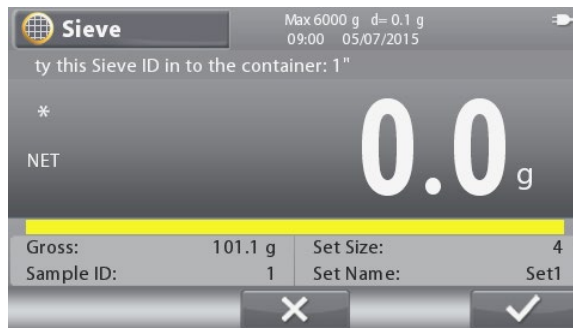 Sieve
Max 6000 g d= 0.1 g
09:00 05/07/2015
ty this Sieve ID in to the container: 1"
*
NET
0.0 g
Gross: 101.1 g Set Size: 4
Sample ID: 1 Set Name: Set1